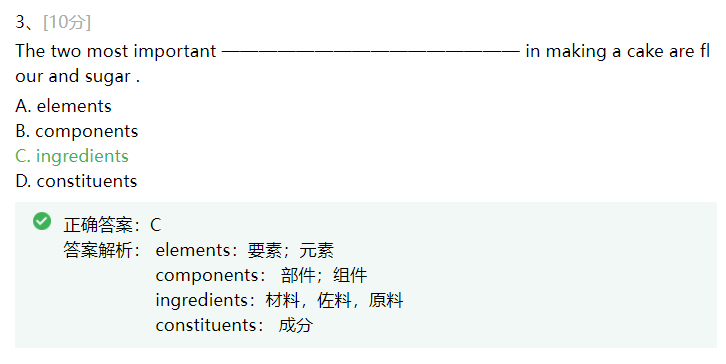 3、[10分]
The two most important ———————————————— in making a cake are fl
our and sugar .
A. elements
B. components
C. ingredients
D. constituents
正确答案：C
答案解析： elements：要素；元素
components： 部件；组件
ingredients：材料，佐料，原料
constituents： 成分